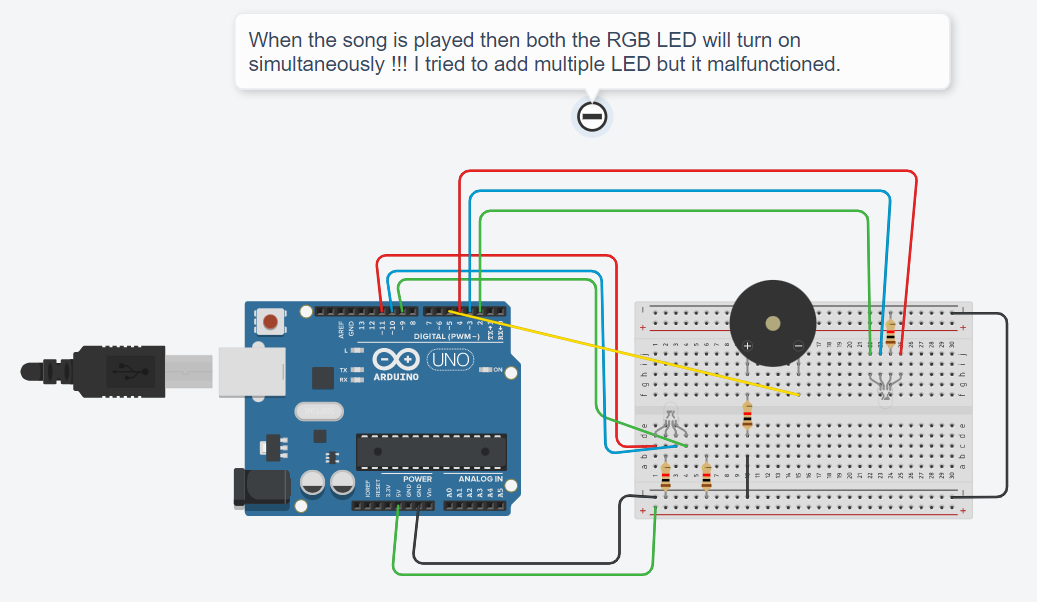 When the song is played then both the RGB LED will turn on
simultaneously !!! I tried to add multiple LED but it malfunctioned.
AREF
GND
13
12
~11
~10
~9
8
7
~6
~5
4
~3
2
TX→1
RX←0
DIGITAL (PWM~)
L
TX
RX
UNO
ON
ARDUINO
POWER
ANALOG IN
IOREF
RESET
3.3V
5V
GND
GND
Vin
A0
A1
A2
A3
A4
A5